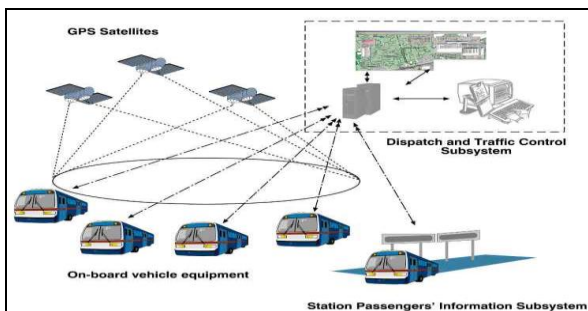 GPS Satellites
Dispatch and Traffic Control
Subsystem
On-board vehicle equipment
Station Passengers' Information Subsystem